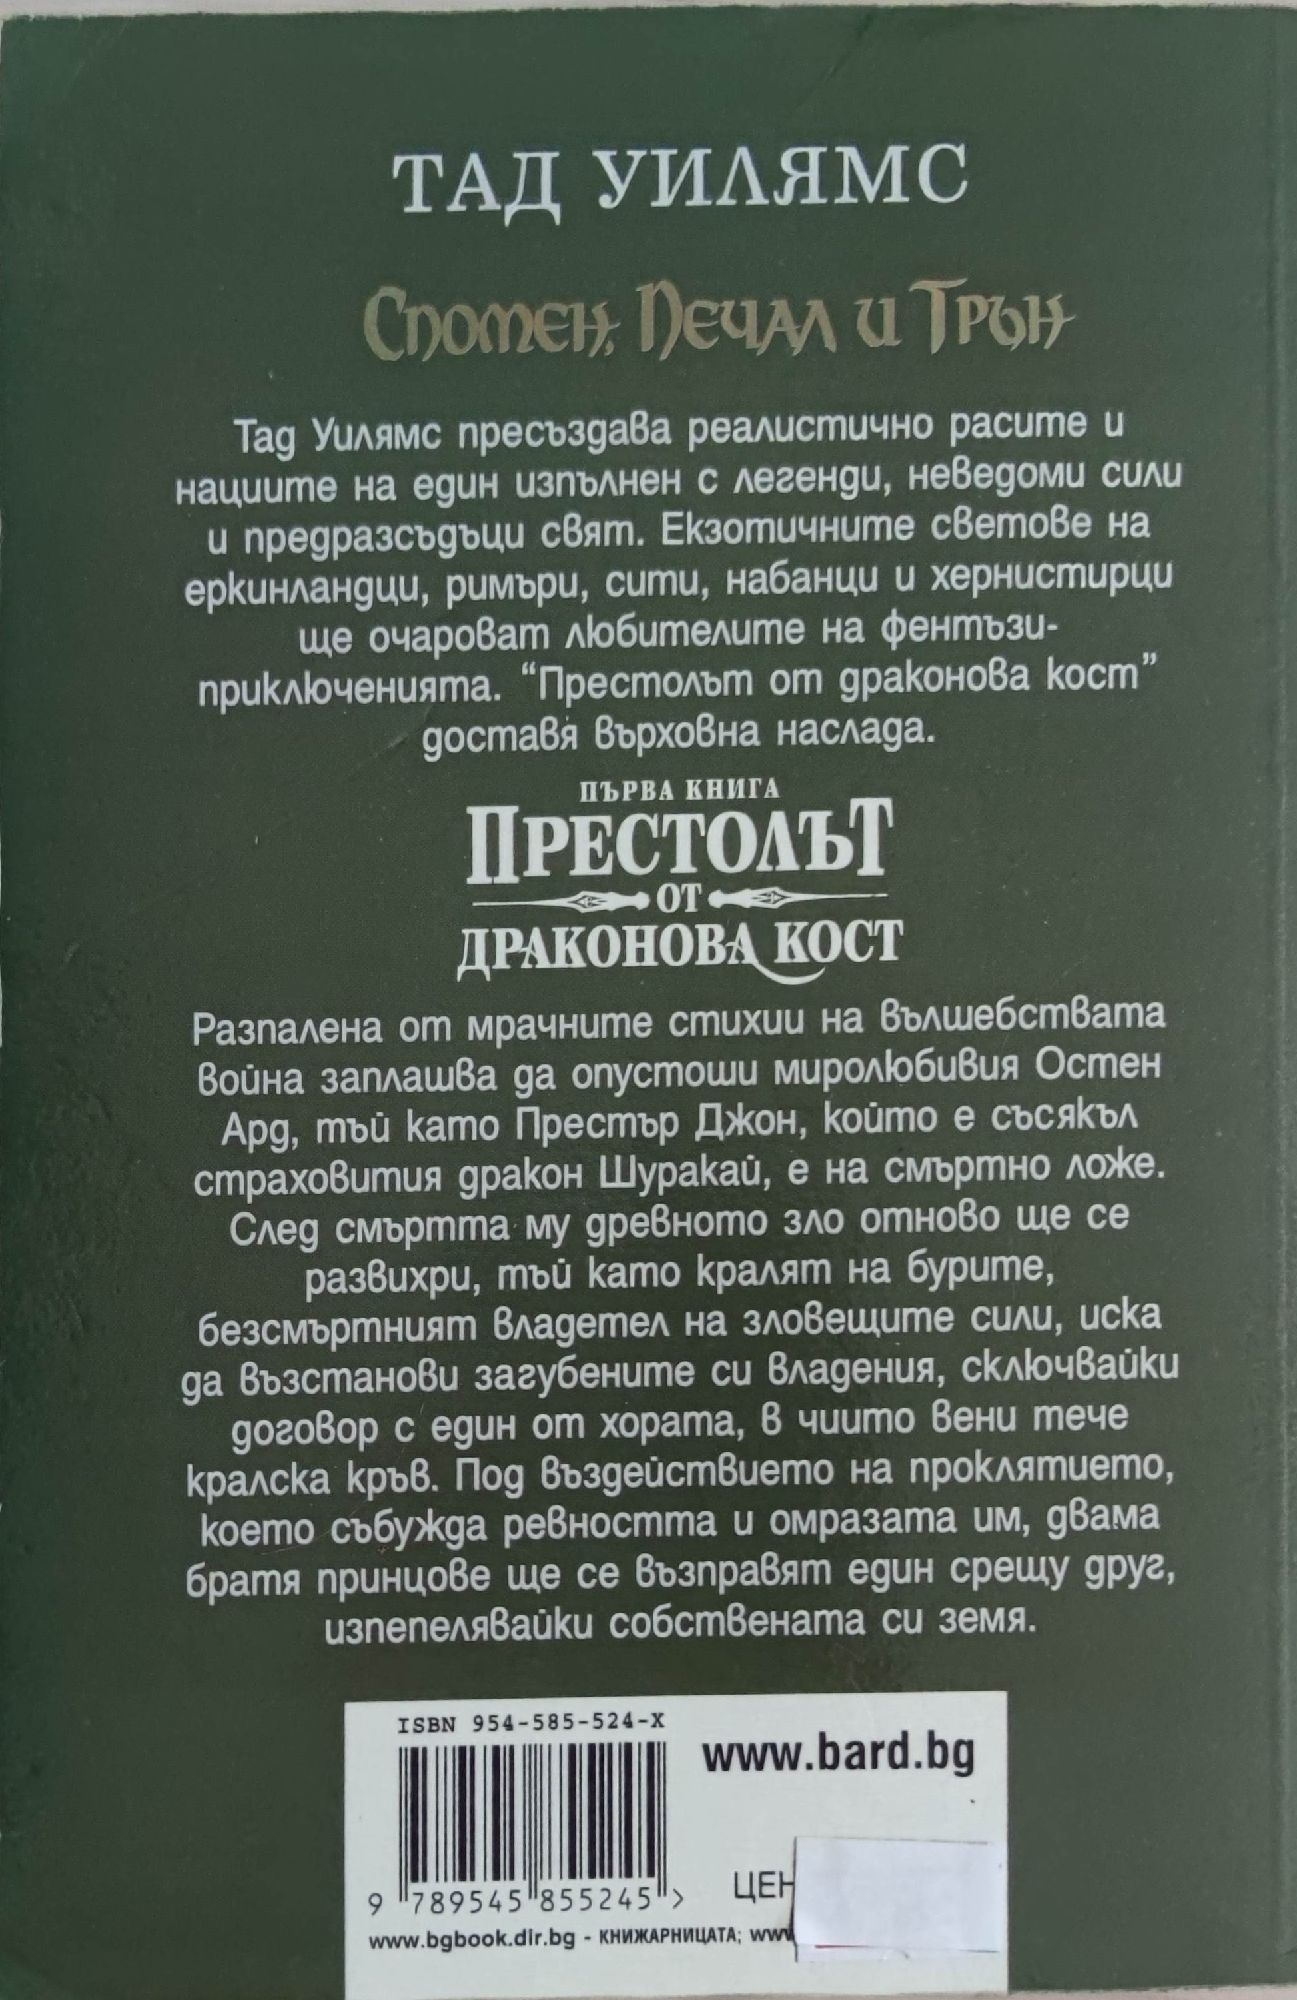 ТАД УИЛЯМС
Спомен, Печал и Трън
Тад Уилямс пресъздава реалистично расите и
нациите на един изпълнен с легенди, неведоми сили
и предразсъдъци свят. Екзотичните светове на
еркинландци, римъри, сити, набанци и хернистирци
ще очароват любителите на фентъзи-
приключенията. “Престолът от драконова кост”
доставя върховна наслада.
ПЪРВА КНИГА
ПРЕСТОЛЪТ
ОТ
ДРАКОНОВА КОСТ
Разпалена от мрачните стихии на вълшебствата
война заплашва да опустоши миролюбивия Остен
Ард, тъй като Престър Джон, който е съсякъл
страховития дракон Шуракай, е на смъртно ложе.
След смъртта му древното зло отново ще се
развихри, тъй като кралят на бурите,
безсмъртният владетел на зловещите сили, иска
да възстанови загубените си владения, сключвайки
договор с един от хората, в чиито вени тече
кралска кръв. Под въздействието на проклятието,
което събужда ревността и омразата им, двама
братя принцове ще се възправят един срещу друг,
изпепелявайки собствената си земя.
ISBN 954-585-524-X
www.bard.bg
9 789545 855245 >
ЦЕН
www.bgbook.dir.bg - КНИЖАРНИЦАТА; www